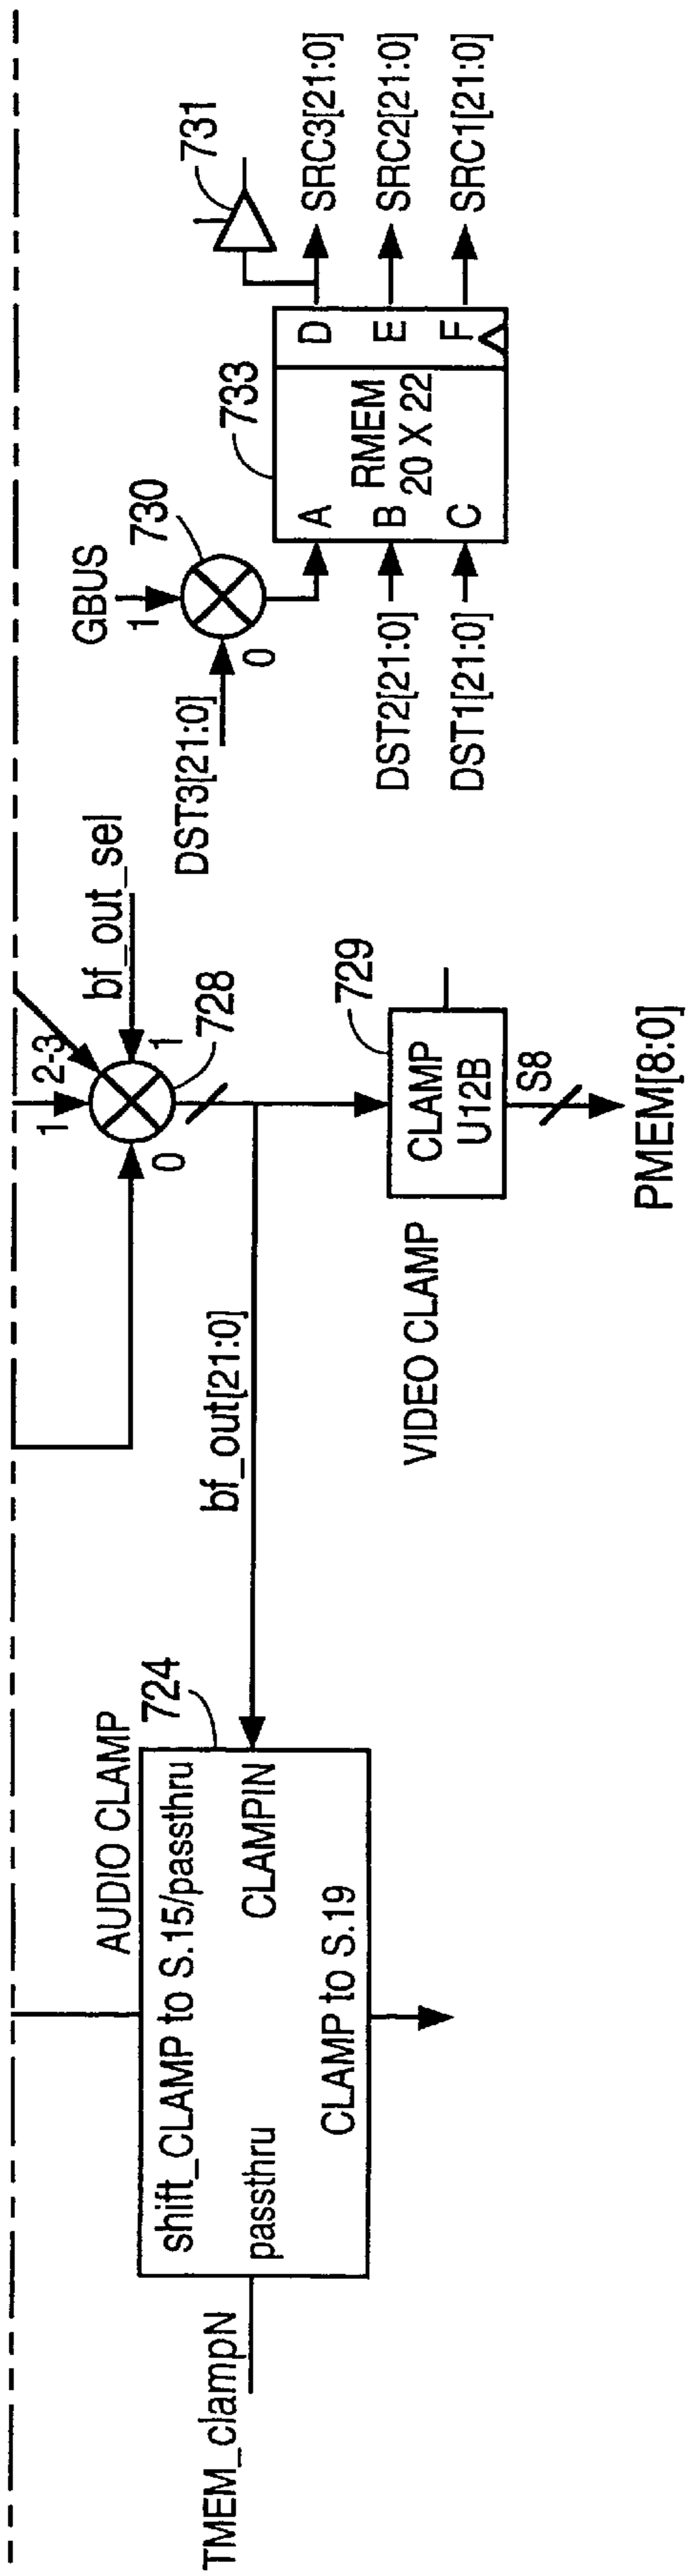 AUDIO CLAMP
724
shift_CLAMP to S.15/passthru
passthru
CLAMPIN
CLAMP to S.19
TMEM_clampN
bf_out[21:0]
1
2-3
bf_out_sel
1
0
728
729
CLAMP
U12B
VIDEO CLAMP
S8
PMEM[8:0]
GBUS
1
730
0
DST3[21:0]
DST2[21:0]
DST1[21:0]
733
A
B
C
RMEM
20 X 22
D
E
F
731
SRC3[21:0]
SRC2[21:0]
SRC1[21:0]